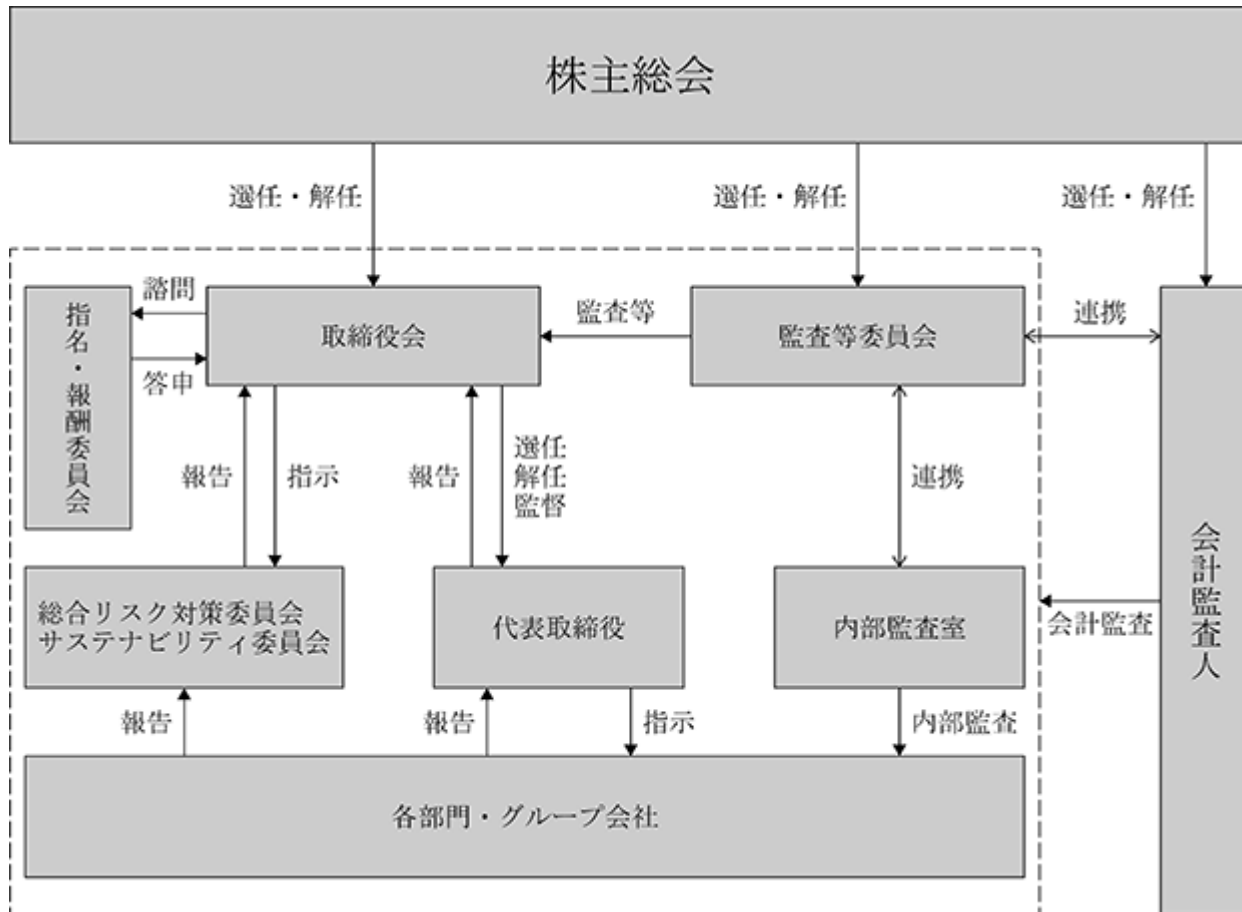 株主総会
選任・解任
選任・解任
選任・解任
指名・報酬委員会
諮問
答申
取締役会
監査等
監査等委員会
連携
報告
指示
報告
選任
解任
監督
連携
総合リスク対策委員会
サステナビリティ委員会
代表取締役
内部監査室
会計監査
会計監査人
報告
報告
指示
内部監査
各部門・グループ会社